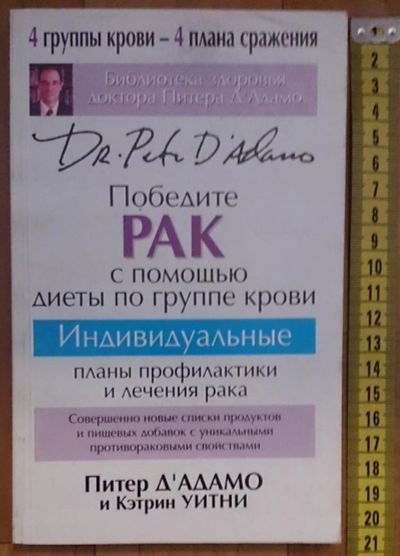 4 группы крови – 4 плана сражения
Библиотека здоровья
доктора Питера Д'Адамо
DR. Peter D'Adamo
Победите
РАК
с помощью
диеты по группе крови
Индивидуальные
планы профилактики
и лечения рака
Совершенно новые списки продуктов
и пищевых добавок с уникальными
противораковыми свойствами
Питер Д'АДАМО
и Кэтрин УИТНИ
2
3
4
5
6
7
8
9
10
11
12
13
14
15
16
17
18
19
20
21